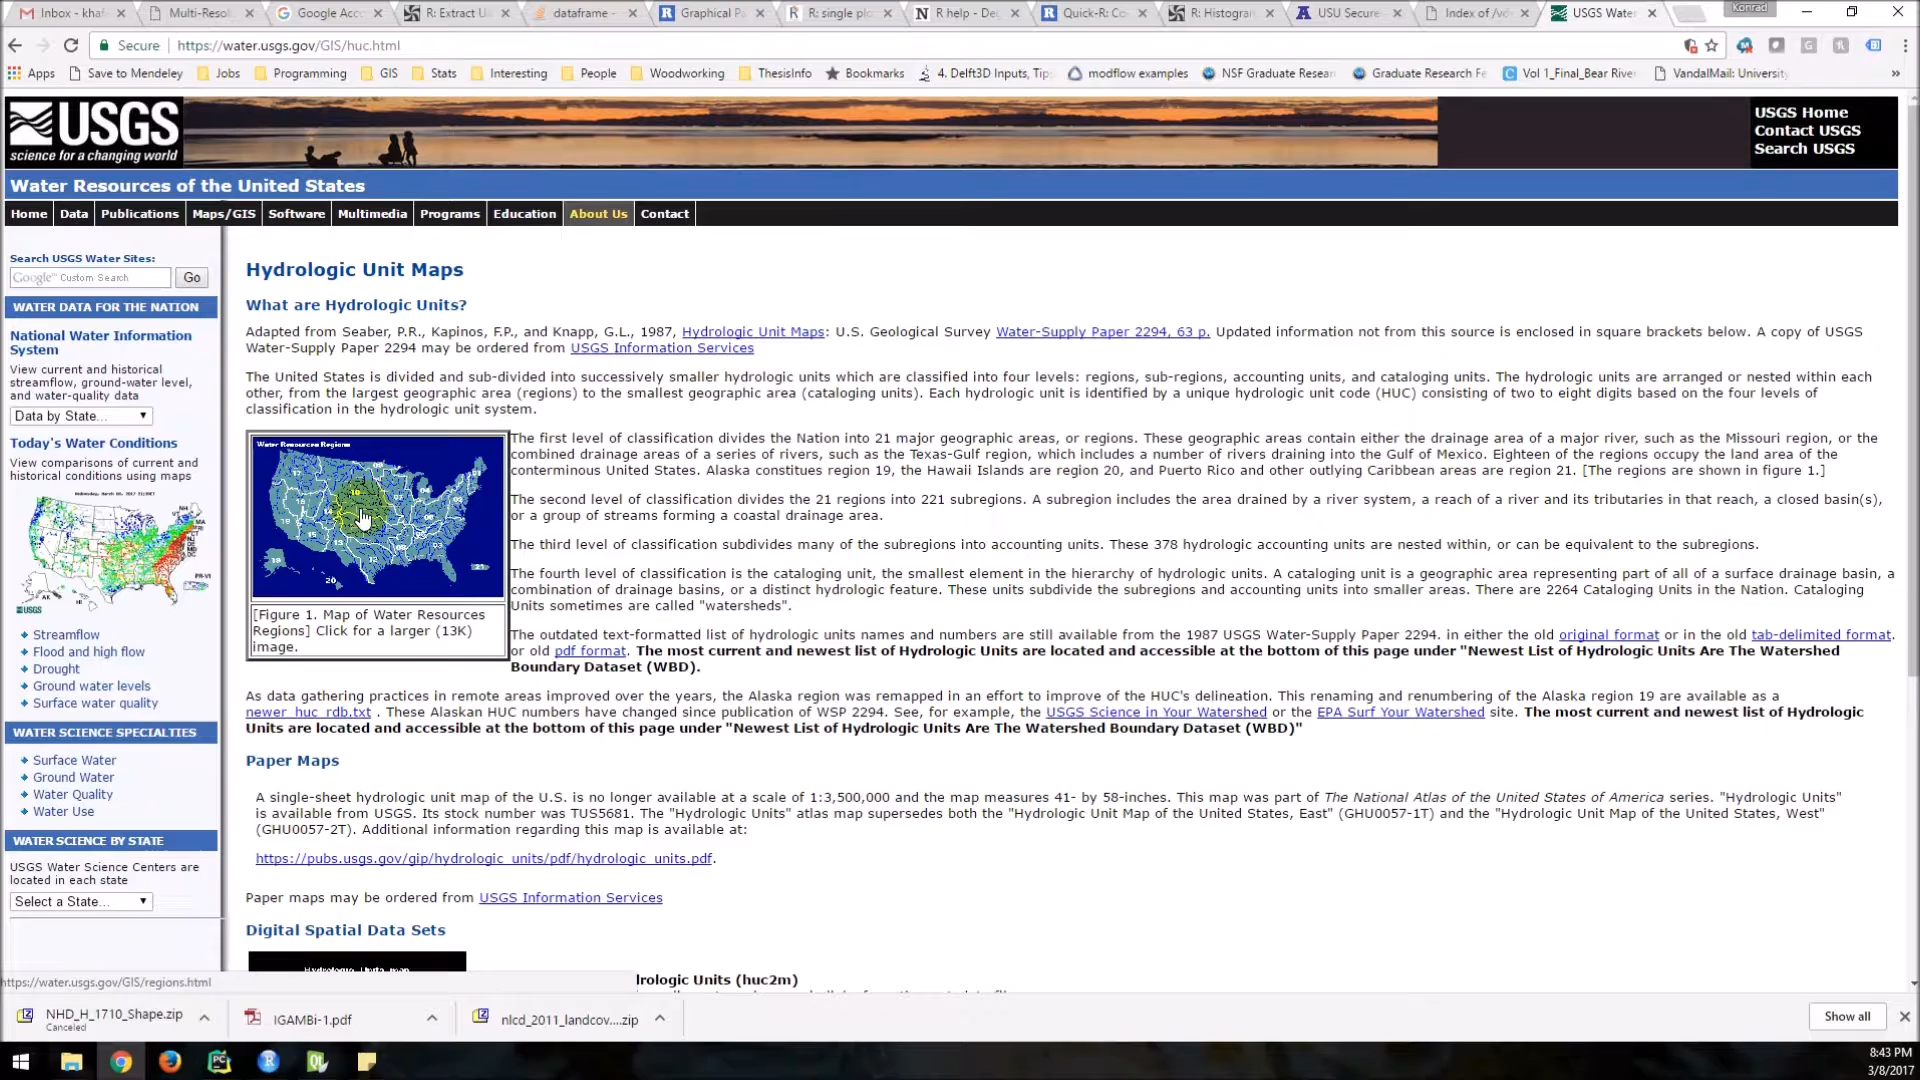 Inbox - khaf
Multi-Resol
Google Acco
R: Extract U
dataframe -
Graphical Pa
R: single plo
R help - De
Quick-R: Co
R: Histogran
USU Secure
Index of /vd
USGS Water
Konrad
Secure https://water.usgs.gov/GIS/huc.html
Apps Save to Mendeley Jobs Programming GIS Stats Interesting People Woodworking ThesisInfo Bookmarks 4. Delft3D Inputs, Tip modflow examples NSF Graduate Resear Graduate Research Fe Vol 1_Final_Bear Rive VandalMail: University
USGS
science for a changing world
USGS Home
Contact USGS
Search USGS
Water Resources of the United States
Home Data Publications Maps/GIS Software Multimedia Programs Education About Us Contact
Search USGS Water Sites:
Google™ Custom Search Go
WATER DATA FOR THE NATION
National Water Information
System
View current and historical
streamflow, ground-water level,
and water-quality data
Data by State...
Today's Water Conditions
View comparisons of current and
historical conditions using maps
USGS
Streamflow
Flood and high flow
Drought
Ground water levels
Surface water quality
WATER SCIENCE SPECIALTIES
Surface Water
Ground Water
Water Quality
Water Use
WATER SCIENCE BY STATE
USGS Water Science Centers are
located in each state
Select a State...
Hydrologic Unit Maps
What are Hydrologic Units?
Adapted from Seaber, P.R., Kapinos, F.P., and Knapp, G.L., 1987, Hydrologic Unit Maps: U.S. Geological Survey Water-Supply Paper 2294, 63 p. Updated information not from this source is enclosed in square brackets below. A copy of USGS
Water-Supply Paper 2294 may be ordered from USGS Information Services
The United States is divided and sub-divided into successively smaller hydrologic units which are classified into four levels: regions, sub-regions, accounting units, and cataloging units. The hydrologic units are arranged or nested within each
other, from the largest geographic area (regions) to the smallest geographic area (cataloging units). Each hydrologic unit is identified by a unique hydrologic unit code (HUC) consisting of two to eight digits based on the four levels of
classification in the hydrologic unit system.
Water Resources Regions
[Figure 1. Map of Water Resources
Regions] Click for a larger (13K)
image.
The first level of classification divides the Nation into 21 major geographic areas, or regions. These geographic areas contain either the drainage area of a major river, such as the Missouri region, or the
combined drainage areas of a series of rivers, such as the Texas-Gulf region, which includes a number of rivers draining into the Gulf of Mexico. Eighteen of the regions occupy the land area of the
conterminous United States. Alaska constitutes region 19, the Hawaii Islands are region 20, and Puerto Rico and other outlying Caribbean areas are region 21. [The regions are shown in figure 1.]
The second level of classification divides the 21 regions into 221 subregions. A subregion includes the area drained by a river system, a reach of a river and its tributaries in that reach, a closed basin(s),
or a group of streams forming a coastal drainage area.
The third level of classification subdivides many of the subregions into accounting units. These 378 hydrologic accounting units are nested within, or can be equivalent to the subregions.
The fourth level of classification is the cataloging unit, the smallest element in the hierarchy of hydrologic units. A cataloging unit is a geographic area representing part of all of a surface drainage basin, a
combination of drainage basins, or a distinct hydrologic feature. These units subdivide the subregions and accounting units into smaller areas. There are 2264 Cataloging Units in the Nation. Cataloging
Units sometimes are called "watersheds".
The outdated text-formatted list of hydrologic units names and numbers are still available from the 1987 USGS Water-Supply Paper 2294. in either the old original format or in the old tab-delimited format.
or old pdf format. The most current and newest list of Hydrologic Units are located and accessible at the bottom of this page under "Newest List of Hydrologic Units Are The Watershed
Boundary Dataset (WBD).
As data gathering practices in remote areas improved over the years, the Alaska region was remapped in an effort to improve of the HUC's delineation. This renaming and renumbering of the Alaska region 19 are available as a
newer_huc_rdb.txt . These Alaskan HUC numbers have changed since publication of WSP 2294. See, for example, the USGS Science in Your Watershed or the EPA Surf Your Watershed site. The most current and newest list of Hydrologic
Units are located and accessible at the bottom of this page under "Newest List of Hydrologic Units Are The Watershed Boundary Dataset (WBD)"
Paper Maps
A single-sheet hydrologic unit map of the U.S. is no longer available at a scale of 1:3,500,000 and the map measures 41- by 58-inches. This map was part of The National Atlas of the United States of America series. "Hydrologic Units"
is available from USGS. Its stock number was TUS5681. The "Hydrologic Units" atlas map supersedes both the "Hydrologic Unit Map of the United States, East" (GHU0057-1T) and the "Hydrologic Unit Map of the United States, West"
(GHU0057-2T). Additional information regarding this map is available at:
https://pubs.usgs.gov/gip/hydrologic_units/pdf/hydrologic_units.pdf.
Paper maps may be ordered from USGS Information Services
Digital Spatial Data Sets
rologic Units (huc2m)
https://water.usgs.gov/GIS/regions.html
NHD_H_1710_Shape.zip
Canceled
IGAMBi-1.pdf
nlcd_2011_landcov....zip
Show all
8:43 PM
3/8/2017